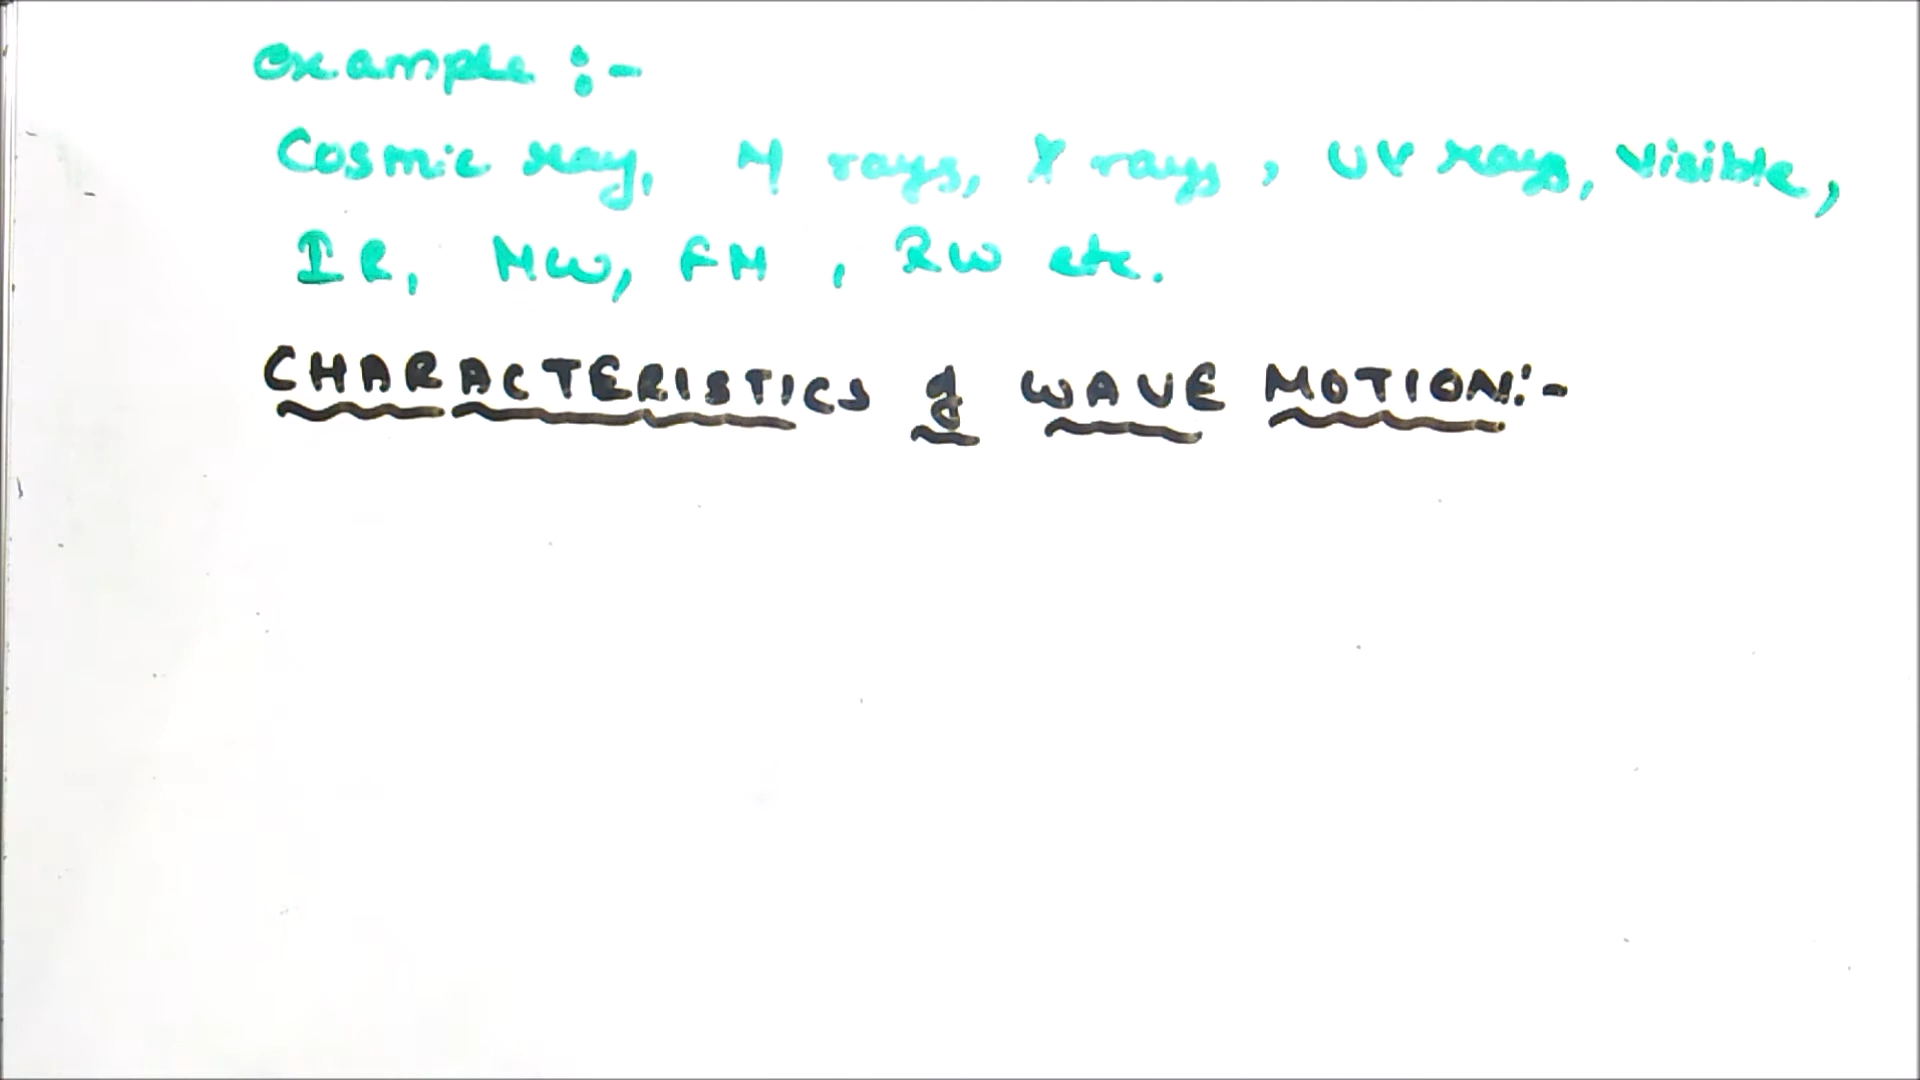 example :-
Cosmic ray, γ rays, X rays, UV rays, Visible,
IR, MW, FM, RW etc.
CHARACTERISTICS of WAVE MOTION:-